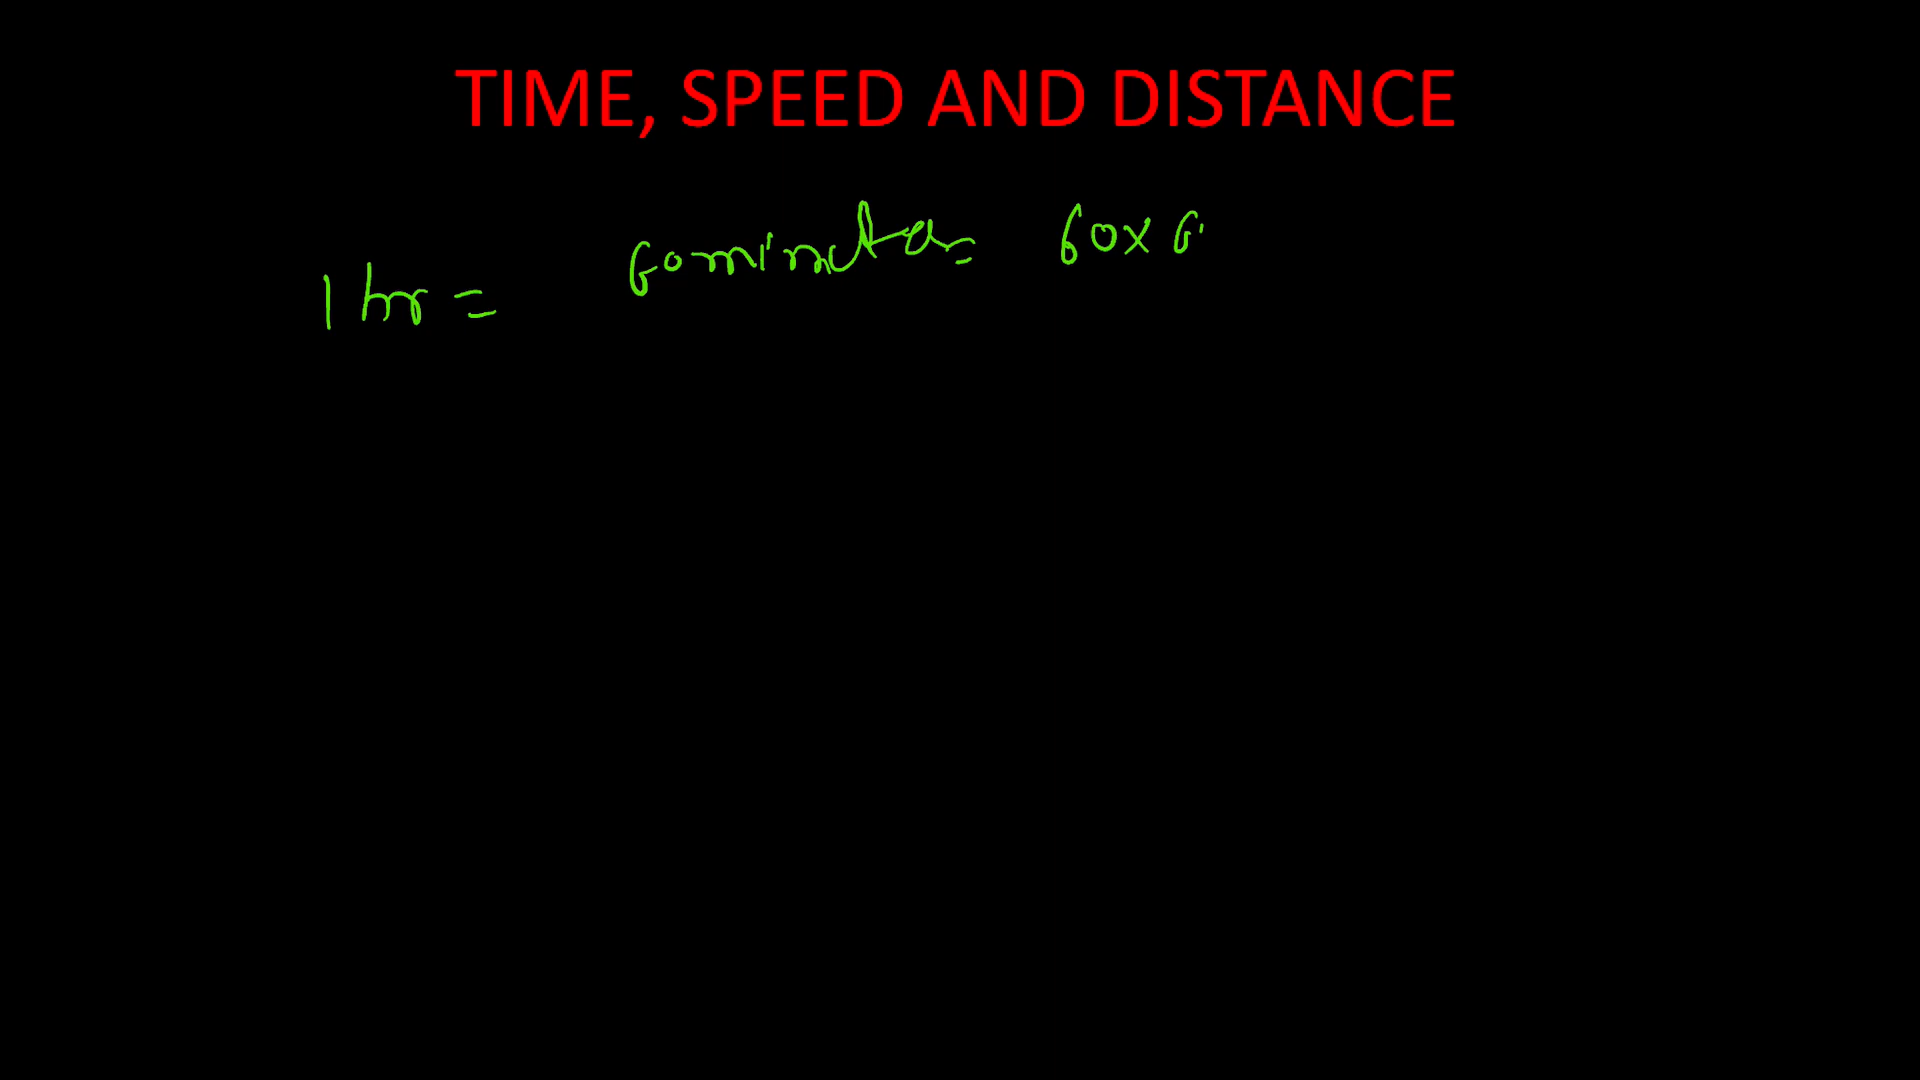 TIME, SPEED AND DISTANCE
1 hr = 60 minutes = 60 x 6